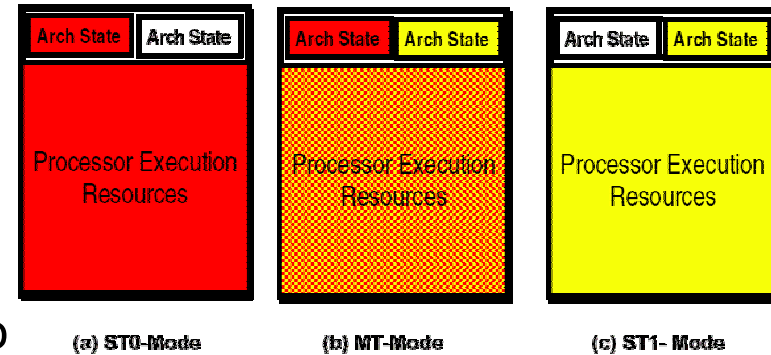 Arch State Arch State
Processor Execution
Resources
(a) ST0-Mode
Arch State Arch State
Processor Execution
Resources
(b) MT-Mode
Arch State Arch State
Processor Execution
Resources
(c) ST1- Mode